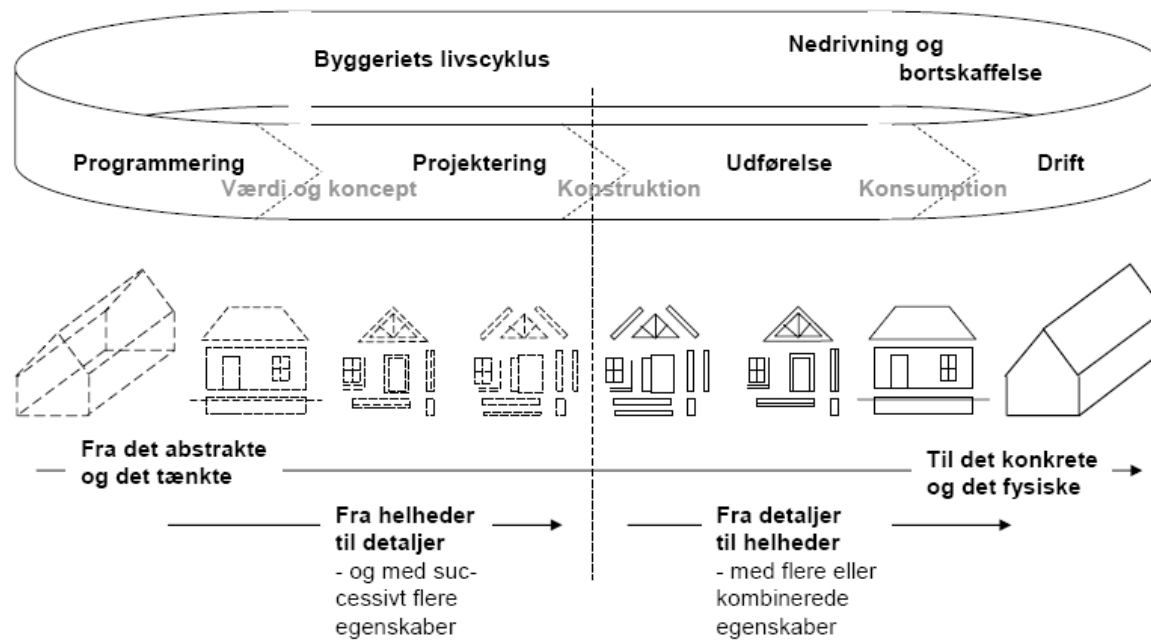 Byggeriets livscyklus
Nedrivning og
bortskaffelse
Programmering
Projektering
Udførelse
Drift
Værdi og koncept
Konstruktion
Konsumption
Fra det abstrakte
og det tænkte
Til det konkrete
og det fysiske
Fra helheder
til detaljer
- og med suc-
cessivt flere
egenskaber
Fra detaljer
til helheder
- med flere eller
kombinerede
egenskaber